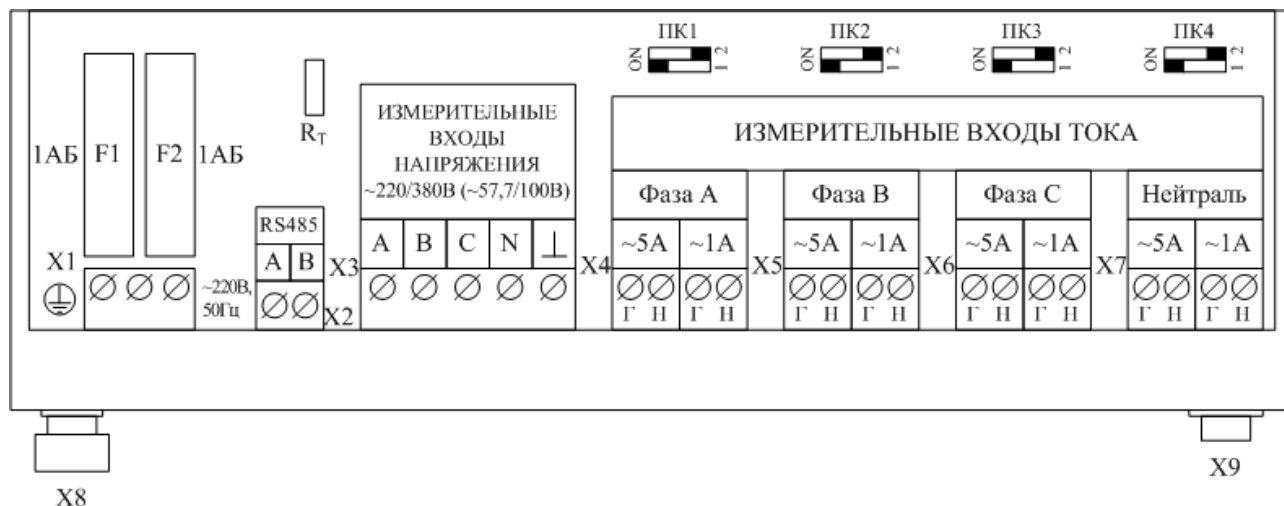 ПК1 ПК2 ПК3 ПК4
ON 1 2 ON 1 2 ON 1 2 ON 1 2
1АБ F1 F2 1АБ
RТ
ИЗМЕРИТЕЛЬНЫЕ
ВХОДЫ
НАПРЯЖЕНИЯ
~220/380В (~57,7/100В)
ИЗМЕРИТЕЛЬНЫЕ ВХОДЫ ТОКА
Фаза А Фаза В Фаза С Нейтраль
RS485
A B
A B C N
~5А ~1А ~5А ~1А ~5А ~1А ~5А ~1А
X1 X3 X4 X5 X6 X7
~220В,
50Гц
X2
Г Н Г Н Г Н Г Н Г Н Г Н Г Н Г Н
X8 X9